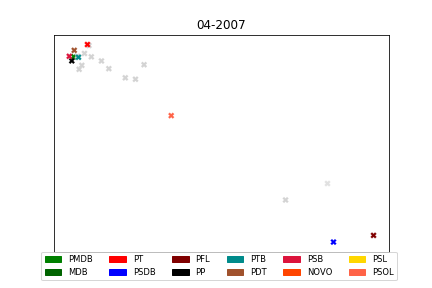 04-2007
PMDB PT PFL PTB PSB PSL
MDB PSDB PP PDT NOVO PSOL